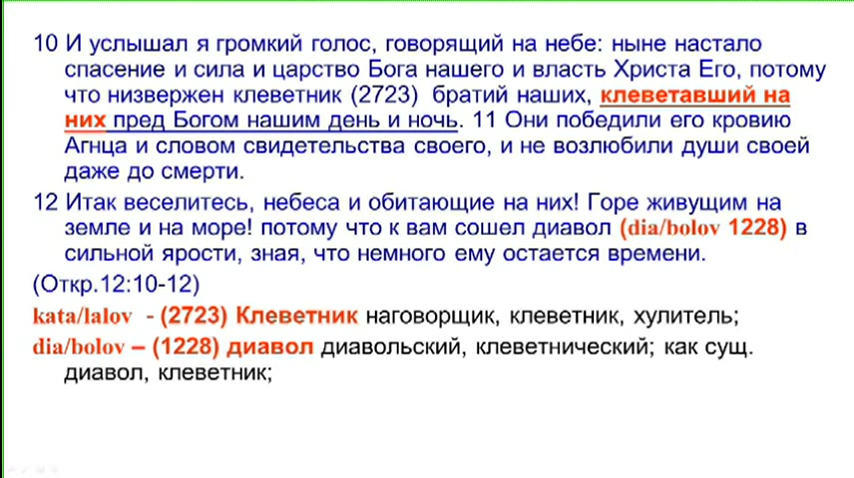 10 И услышал я громкий голос, говорящий на небе: ныне настало
спасение и сила и царство Бога нашего и власть Христа Его, потому
что низвержен клеветник (2723) братий наших, клеветавший на
них пред Богом нашим день и ночь. 11 Они победили его кровию
Агнца и словом свидетельства своего, и не возлюбили души своей
даже до смерти.
12 Итак веселитесь, небеса и обитающие на них! Горе живущим на
земле и на море! потому что к вам сошел диавол (dia/bolov 1228) в
сильной ярости, зная, что немного ему остается времени.
(Откр.12:10-12)
kata/lalov - (2723) Клеветник наговорщик, клеветник, хулитель;
dia/bolov – (1228) диавол диавольский, клеветнический; как сущ.
диавол, клеветник;